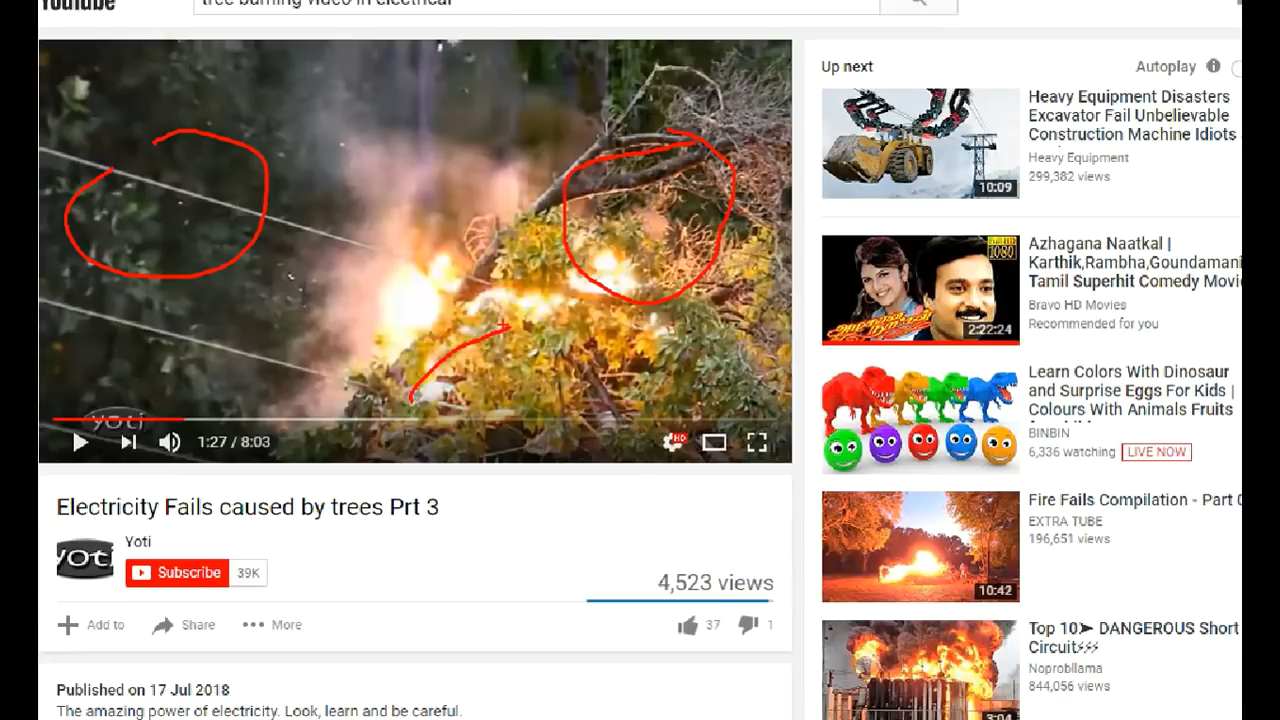 YouTube
tree burning video in electrical
yoti
1:27 / 8:03
HD
Electricity Fails caused by trees Prt 3
yoti
Yoti
Subscribe 39K
4,523 views
Add to Share More 37 1
Published on 17 Jul 2018
The amazing power of electricity. Look, learn and be careful.
Up next Autoplay
10:09
Heavy Equipment Disasters
Excavator Fail Unbelievable
Construction Machine Idiots
Heavy Equipment
299,382 views
1080
2:22:24
Azhagana Naatkal |
Karthik,Rambha,Goundamani
Tamil Superhit Comedy Movi
Bravo HD Movies
Recommended for you
Learn Colors With Dinosaur
and Surprise Eggs For Kids |
Colours With Animals Fruits
BINBIN
6,336 watching LIVE NOW
10:42
Fire Fails Compilation - Part
EXTRA TUBE
196,651 views
3:04
Top 10➤ DANGEROUS Short
Circuit⚡⚡⚡
Noprobllama
844,056 views